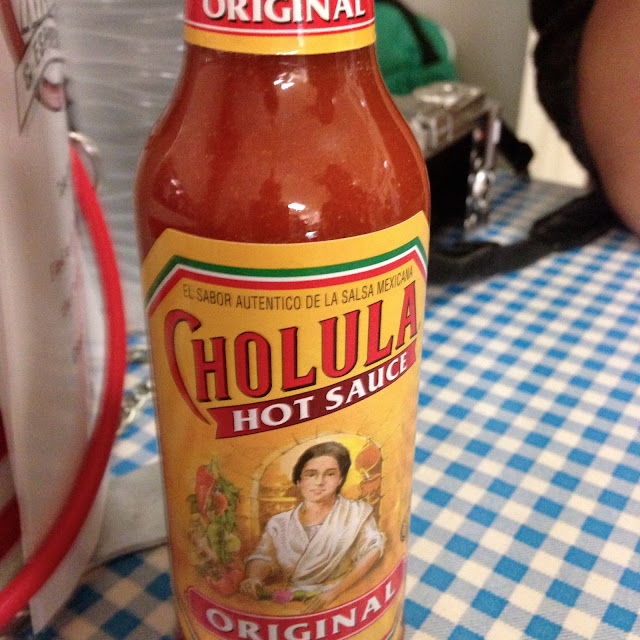 ORIGINAL
EL SABOR AUTENTICO DE LA SALSA MEXICANA
CHOLULA
HOT SAUCE
ORIGINAL